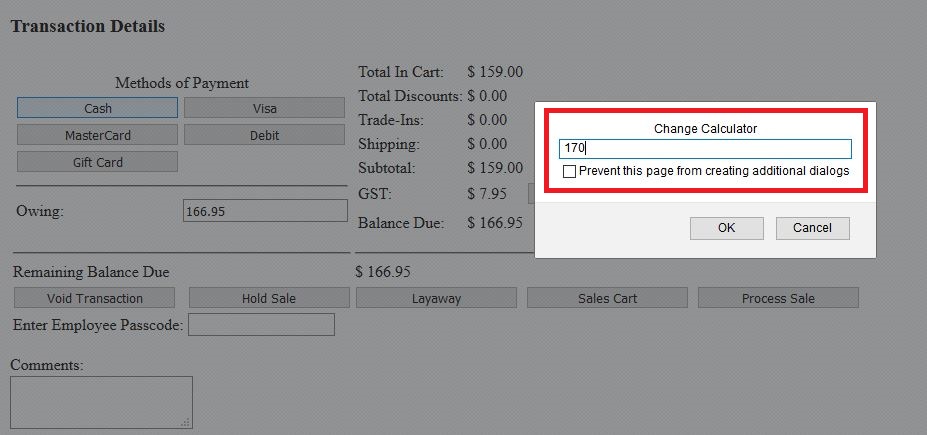 Transaction Details
Methods of Payment
Cash Visa
MasterCard Debit
Gift Card
Owing: 166.95
Total In Cart: $ 159.00
Total Discounts: $ 0.00
Trade-Ins: $ 0.00
Shipping: $ 0.00
Subtotal: $ 159.00
GST: $ 7.95
Balance Due: $ 166.95
Change Calculator
170
Prevent this page from creating additional dialogs
OK Cancel
Remaining Balance Due $ 166.95
Void Transaction Hold Sale Layaway Sales Cart Process Sale
Enter Employee Passcode:
Comments: